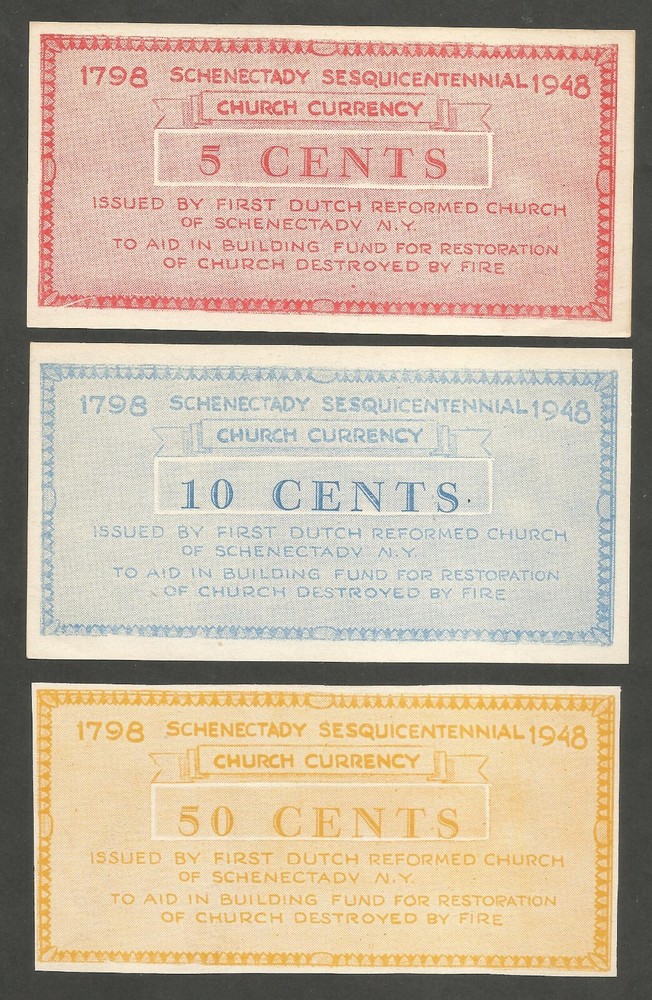 1798 SCHENECTADY SESQUICENTENNIAL 1948
CHURCH CURRENCY
5 CENTS
ISSUED BY FIRST DUTCH REFORMED CHURCH
OF SCHENECTADY N.Y.
TO AID IN BUILDING FUND FOR RESTORATION
OF CHURCH DESTROYED BY FIRE
1798 SCHENECTADY SESQUICENTENNIAL 1948
CHURCH CURRENCY
10 CENTS
ISSUED BY FIRST DUTCH REFORMED CHURCH
OF SCHENECTADY N.Y.
TO AID IN BUILDING FUND FOR RESTORATION
OF CHURCH DESTROYED BY FIRE
1798 SCHENECTADY SESQUICENTENNIAL 1948
CHURCH CURRENCY
50 CENTS
ISSUED BY FIRST DUTCH REFORMED CHURCH
OF SCHENECTADY N.Y.
TO AID IN BUILDING FUND FOR RESTORATION
OF CHURCH DESTROYED BY FIRE